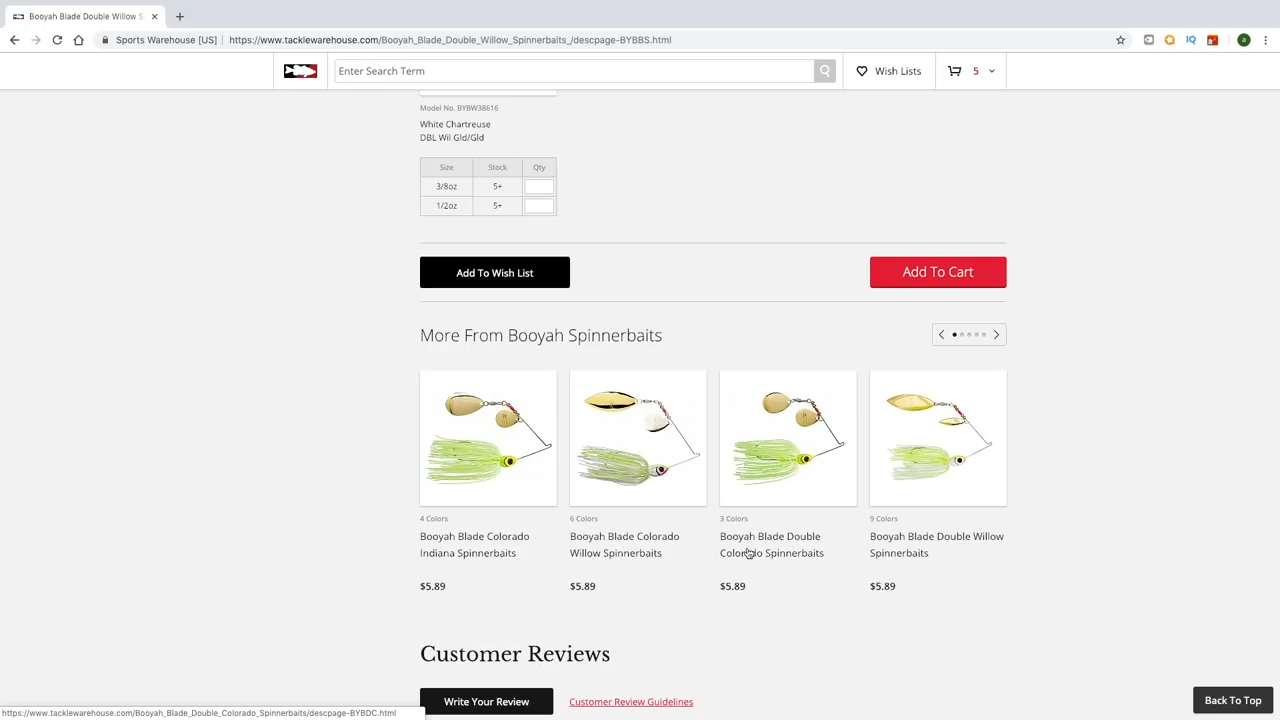 Booyah Blade Double Willow S
Sports Warehouse [US]
https://www.tacklewarehouse.com/Booyah_Blade_Double_Willow_Spinnerbaits_/descpage-BYBBS.html
IQ
a
Enter Search Term
Wish Lists
5
Model No. BYBW38616
White Chartreuse
DBL Wil Gld/Gld
Size Stock Qty
3/8oz 5+
1/2oz 5+
Add To Wish List
Add To Cart
More From Booyah Spinnerbaits
4 Colors
Booyah Blade Colorado
Indiana Spinnerbaits
$5.89
6 Colors
Booyah Blade Colorado
Willow Spinnerbaits
$5.89
3 Colors
Booyah Blade Double
Colorado Spinnerbaits
$5.89
9 Colors
Booyah Blade Double Willow
Spinnerbaits
$5.89
Customer Reviews
Write Your Review
Customer Review Guidelines
Back To Top
https://www.tacklewarehouse.com/Booyah_Blade_Double_Colorado_Spinnerbaits/descpage-BYBDC.html